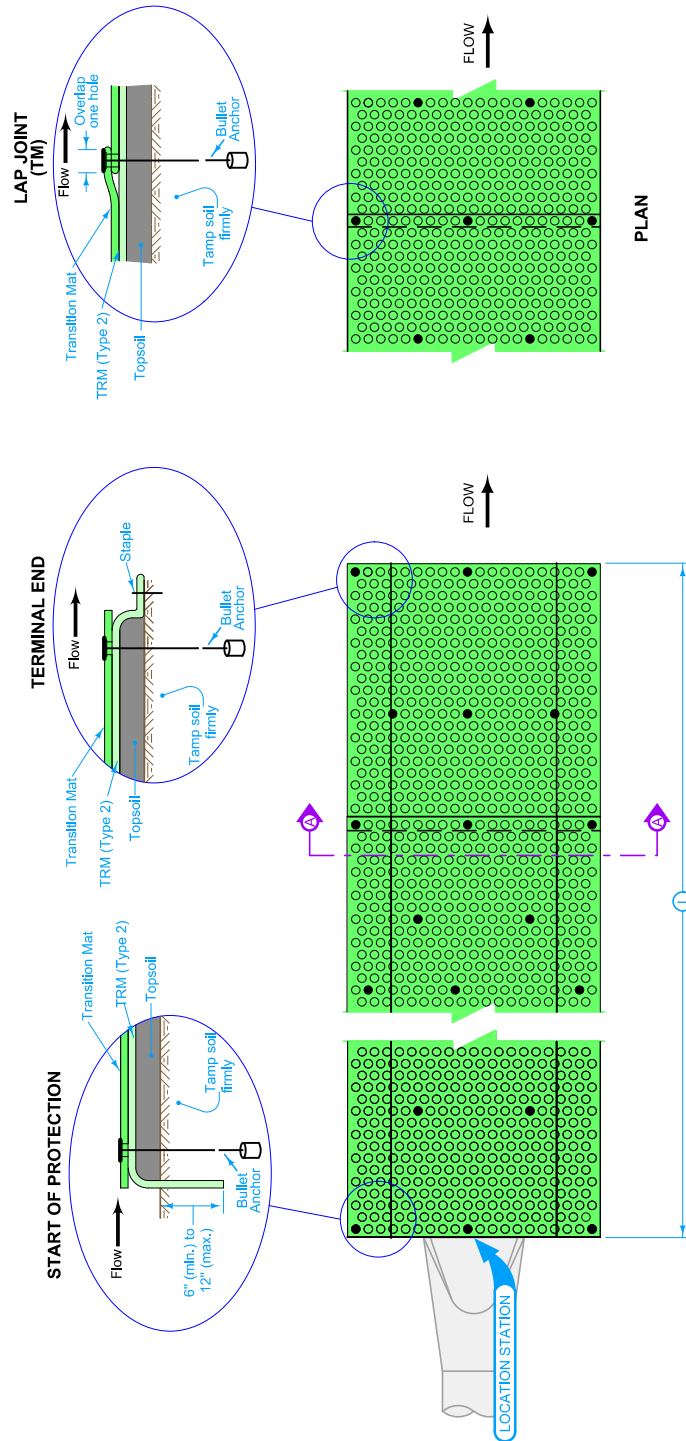 START OF PROTECTION
Flow
Transition Mat
TRM (Type 2)
Topsoil
Tamp soil
firmly
Bullet
Anchor
6" (min.) to
12" (max.)
TERMINAL END
Flow
Transition Mat
TRM (Type 2)
Topsoil
Staple
Tamp soil
firmly
Bullet
Anchor
LAP JOINT
(TM)
Flow
Overlap
one hole
Transition Mat
TRM (Type 2)
Topsoil
Tamp soil
firmly
Bullet
Anchor
LOCATION STATION
A
A
1
FLOW
FLOW
PLAN